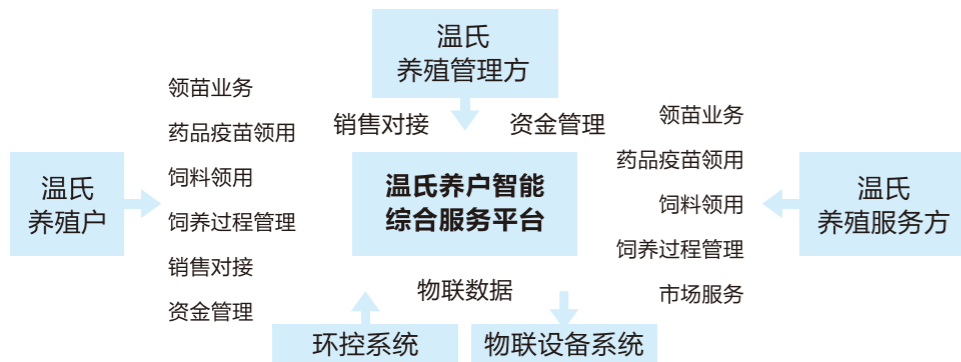 温氏
养殖管理方
领苗业务
药品疫苗领用
饲料领用
饲养过程管理
销售对接
资金管理
销售对接
资金管理
领苗业务
药品疫苗领用
饲料领用
饲养过程管理
市场服务
温氏
养殖户
温氏养户智能
综合服务平台
温氏
养殖服务方
物联数据
环控系统
物联设备系统